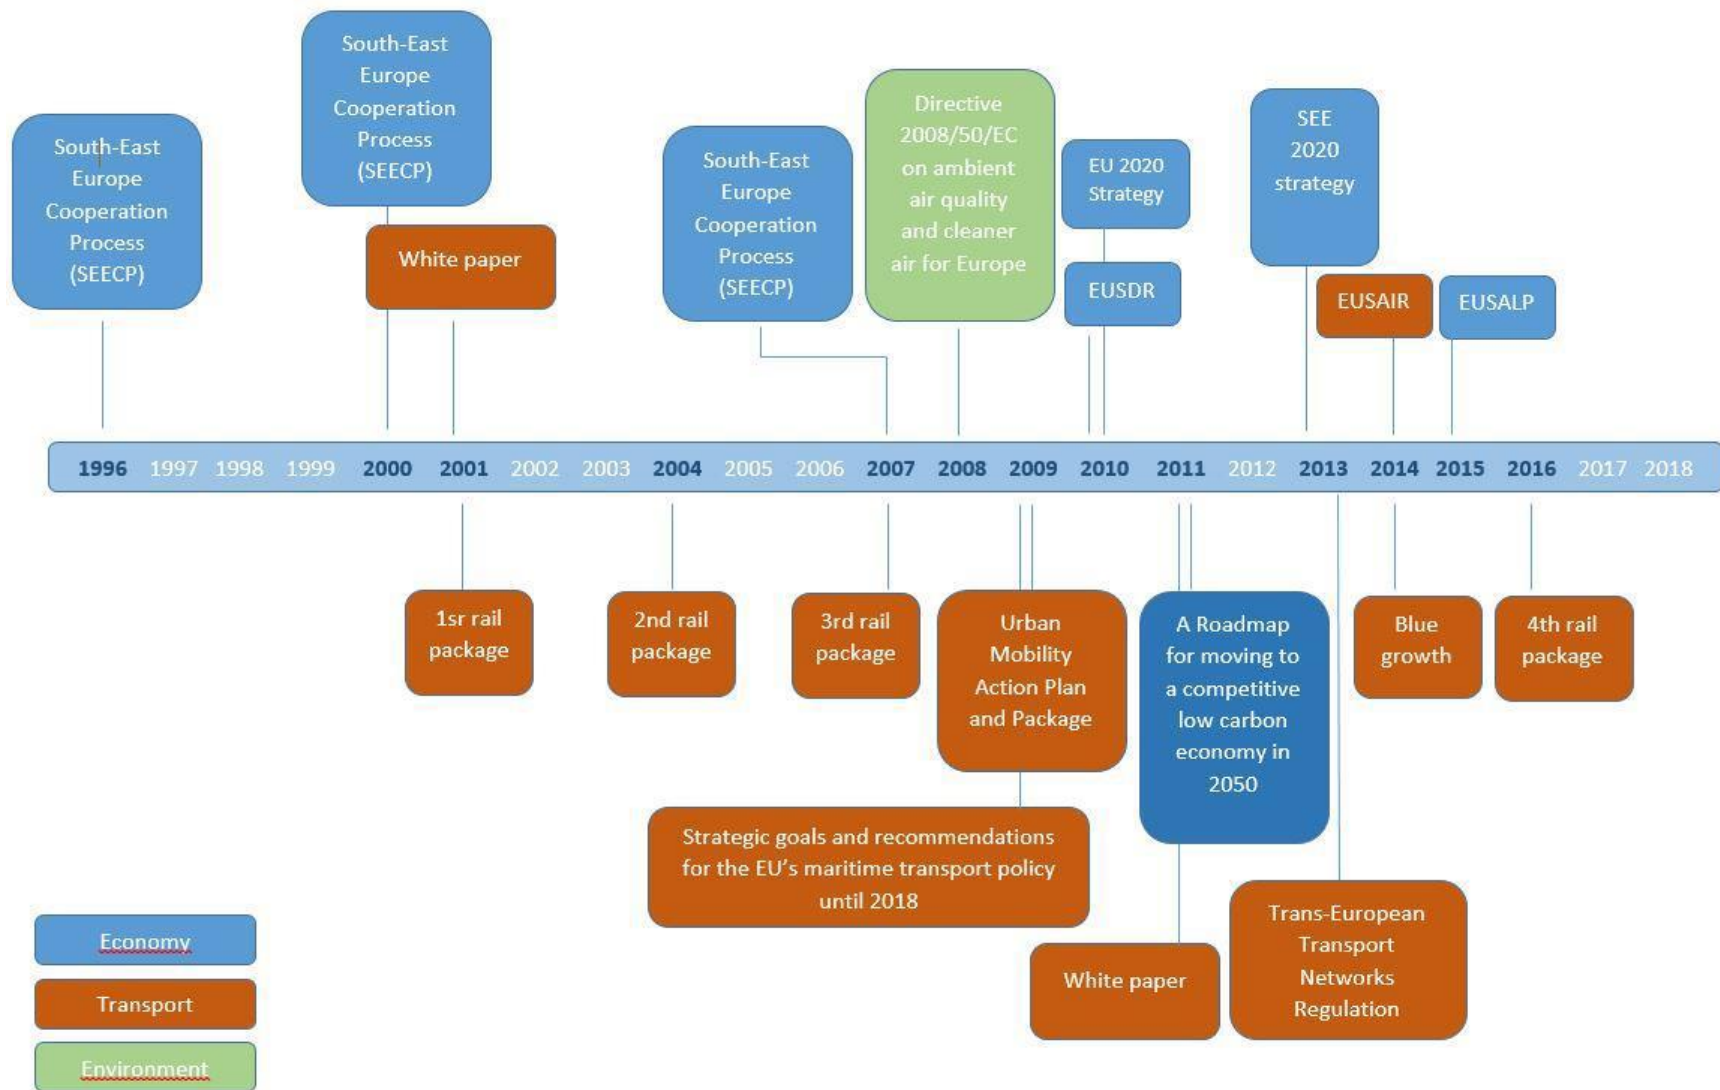 South-East
Europe
Cooperation
Process
(SEECP)
South-East
Europe
Cooperation
Process
(SEECP)
White paper
South-East
Europe
Cooperation
Process
(SEECP)
Directive
2008/50/EC
on ambient
air quality
and cleaner
air for Europe
EU 2020
Strategy
EUSDR
SEE
2020
strategy
EUSAIR
EUSALP
1996 1997 1998 1999 2000 2001 2002 2003 2004 2005 2006 2007 2008 2009 2010 2011 2012 2013 2014 2015 2016 2017 2018
1sr rail
package
2nd rail
package
3rd rail
package
Urban
Mobility
Action Plan
and Package
A Roadmap
for moving to
a competitive
low carbon
economy in
2050
Blue
growth
4th rail
package
Strategic goals and recommendations
for the EU’s maritime transport policy
until 2018
White paper
Trans-European
Transport
Networks
Regulation
Economy
Transport
Environment